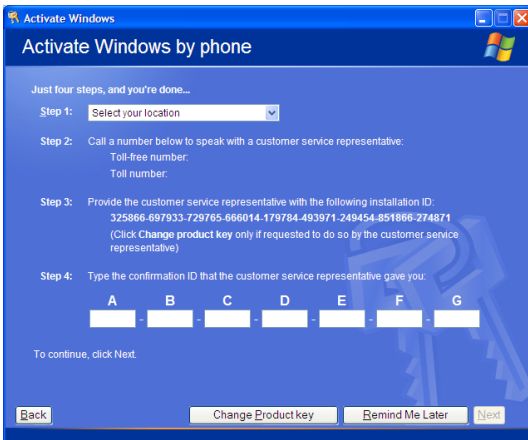 Activate Windows
Activate Windows by phone
Just four steps, and you're done...
Step 1: Select your location
Step 2: Call a number below to speak with a customer service representative:
Toll-free number:
Toll number:
Step 3: Provide the customer service representative with the following installation ID:
325866-697933-729765-666014-179784-493971-249454-851866-274871
(Click Change product key only if requested to do so by the customer service
representative)
Step 4: Type the confirmation ID that the customer service representative gave you:
A B C D E F G
- - - - - -
To continue, click Next.
Back Change Product key Remind Me Later Next